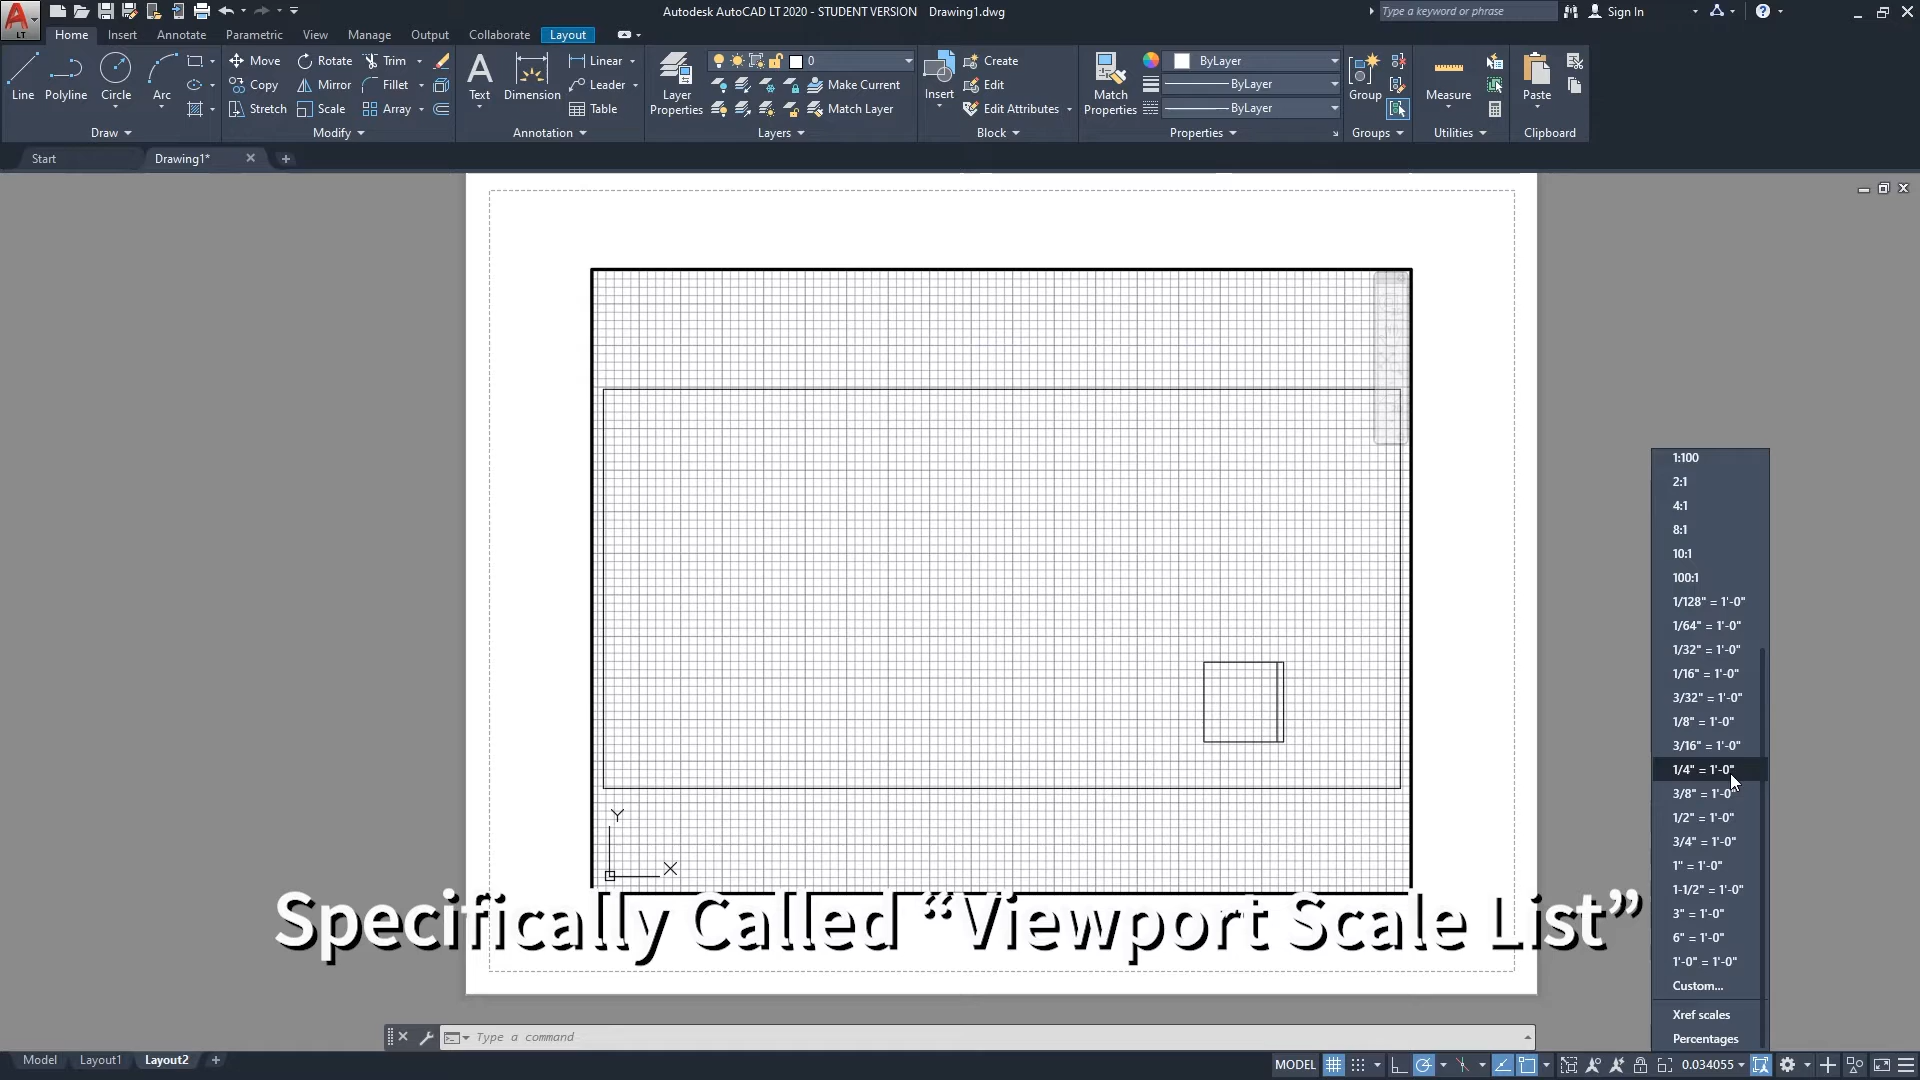 Autodesk AutoCAD LT 2020 - STUDENT VERSION Drawing1.dwg
Type a keyword or phrase
Sign In
LT
Home Insert Annotate Parametric View Manage Output Collaborate Layout
Line
Polyline
Circle
Arc
Draw
Move Rotate Trim
Copy Mirror Fillet
Stretch Scale Array
Modify
Text
Dimension
Linear
Leader
Table
Annotation
Layer
Properties
0
Make Current
Match Layer
Layers
Insert
Create
Edit
Edit Attributes
Block
Match
Properties
ByLayer
ByLayer
ByLayer
Properties
Group
Groups
Measure
Utilities
Paste
Clipboard
Start
Drawing1*
Y
X
1:100
2:1
4:1
8:1
10:1
100:1
1/128" = 1'-0"
1/64" = 1'-0"
1/32" = 1'-0"
1/16" = 1'-0"
3/32" = 1'-0"
1/8" = 1'-0"
3/16" = 1'-0"
1/4" = 1'-0"
3/8" = 1'-0"
1/2" = 1'-0"
3/4" = 1'-0"
1" = 1'-0"
1-1/2" = 1'-0"
3" = 1'-0"
6" = 1'-0"
1'-0" = 1'-0"
Custom...
Xref scales
Percentages
Specifically Called “Viewport Scale List”
Type a command
Model Layout1 Layout2
MODEL
0.034055